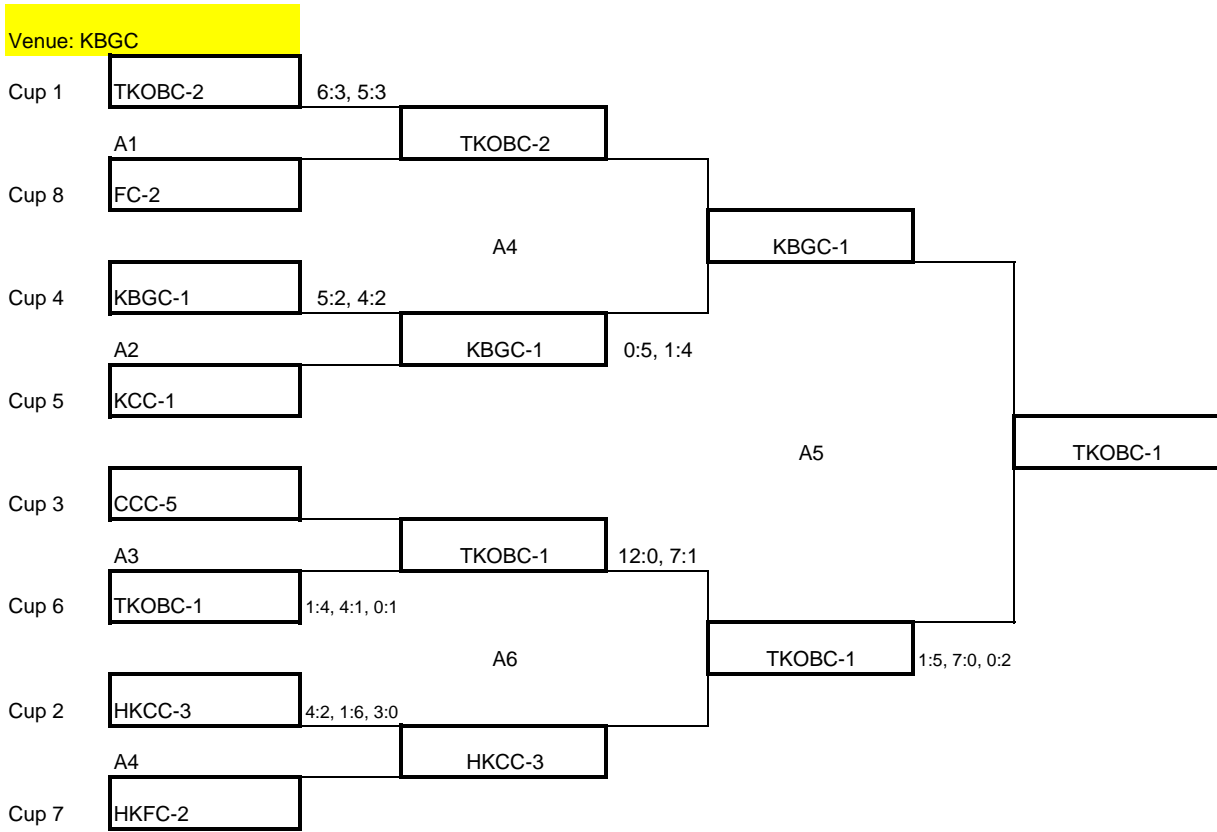 Venue: KBGC
Cup 1 TKOBC-2 6:3, 5:3
A1 TKOBC-2
Cup 8 FC-2
A4 KBGC-1
Cup 4 KBGC-1 5:2, 4:2
A2 KBGC-1 0:5, 1:4
Cup 5 KCC-1
A5 TKOBC-1
Cup 3 CCC-5
A3 TKOBC-1 12:0, 7:1
Cup 6 TKOBC-1 1:4, 4:1, 0:1
A6 TKOBC-1 1:5, 7:0, 0:2
Cup 2 HKCC-3 4:2, 1:6, 3:0
A4 HKCC-3
Cup 7 HKFC-2